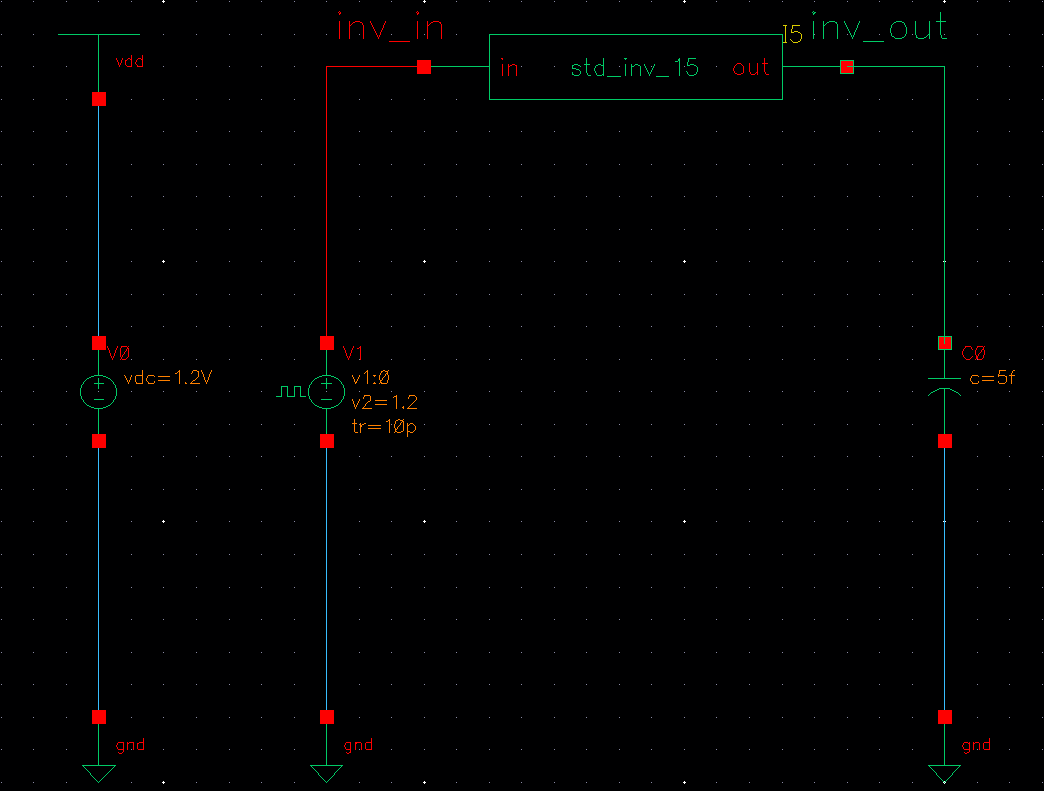 inv_in
I5
inv_out
vdd
in
std_inv_15
out
V0
vdc=1.2V
V1
v1:0
v2=1.2
tr=10p
C0
c=5f
gnd
gnd
gnd